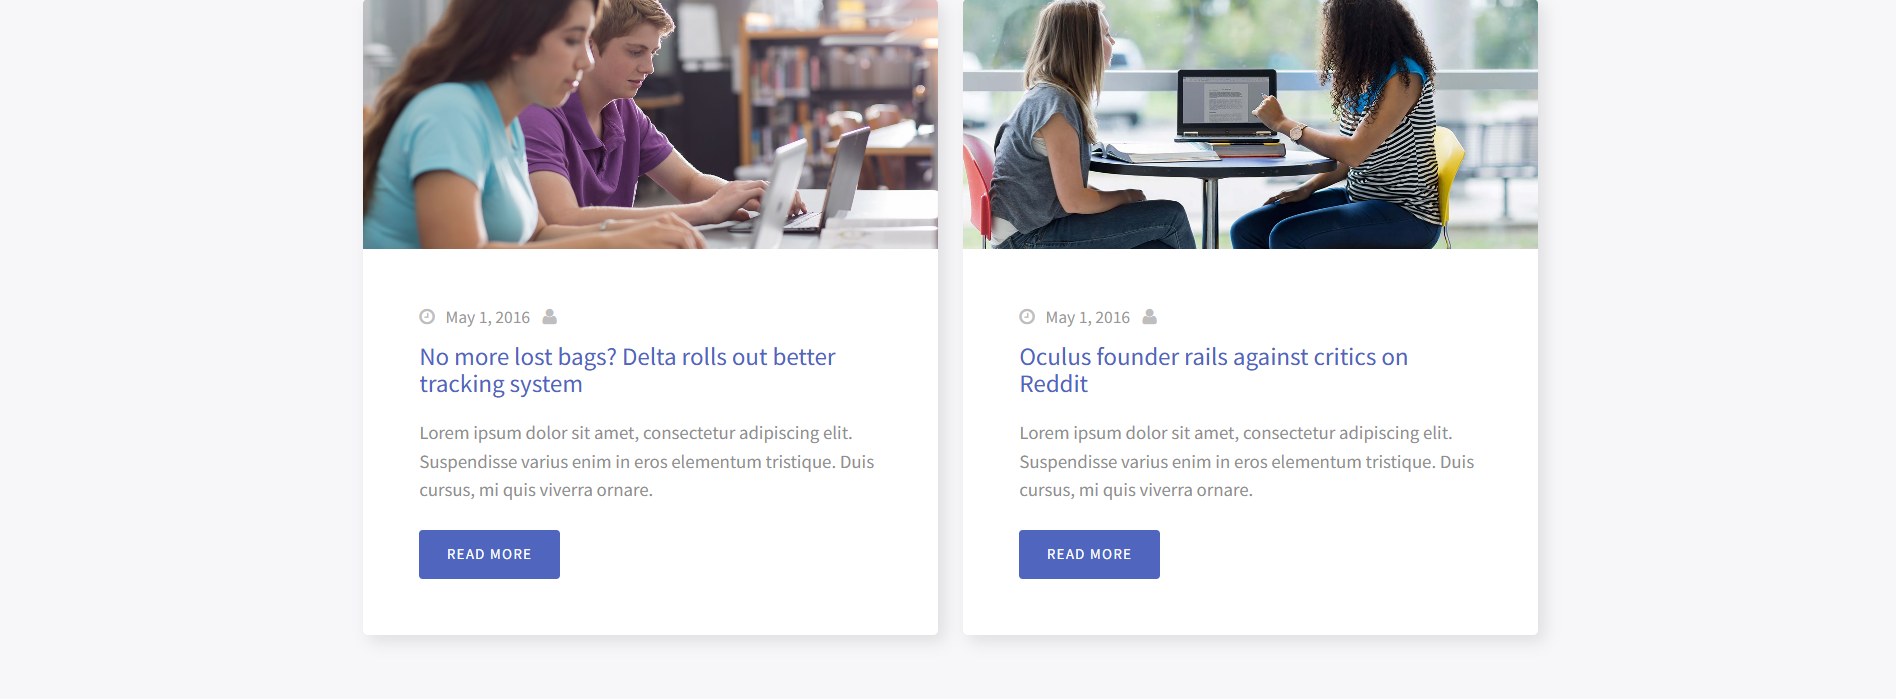 May 1, 2016
No more lost bags? Delta rolls out better
tracking system
Lorem ipsum dolor sit amet, consectetur adipiscing elit.
Suspendisse varius enim in eros elementum tristique. Duis
cursus, mi quis viverra ornare.
READ MORE
May 1, 2016
Oculus founder rails against critics on
Reddit
Lorem ipsum dolor sit amet, consectetur adipiscing elit.
Suspendisse varius enim in eros elementum tristique. Duis
cursus, mi quis viverra ornare.
READ MORE